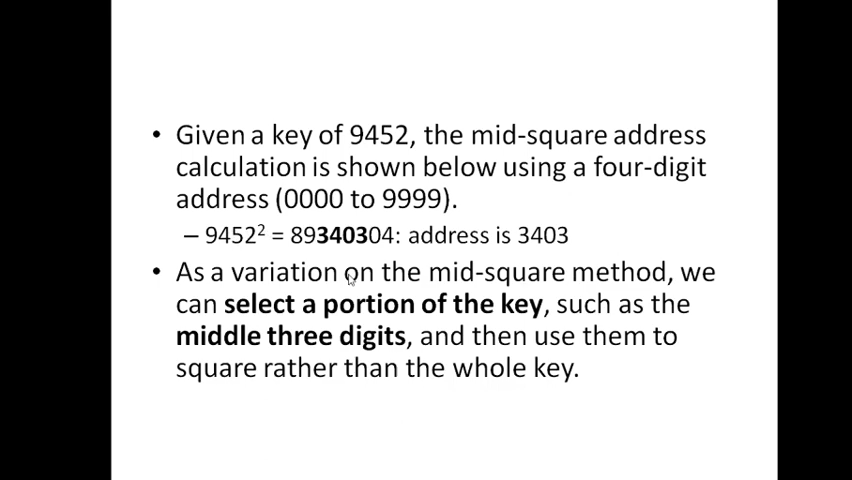 • Given a key of 9452, the mid-square address
calculation is shown below using a four-digit
address (0000 to 9999).
– 9452² = 89340304: address is 3403
• As a variation on the mid-square method, we
can select a portion of the key, such as the
middle three digits, and then use them to
square rather than the whole key.